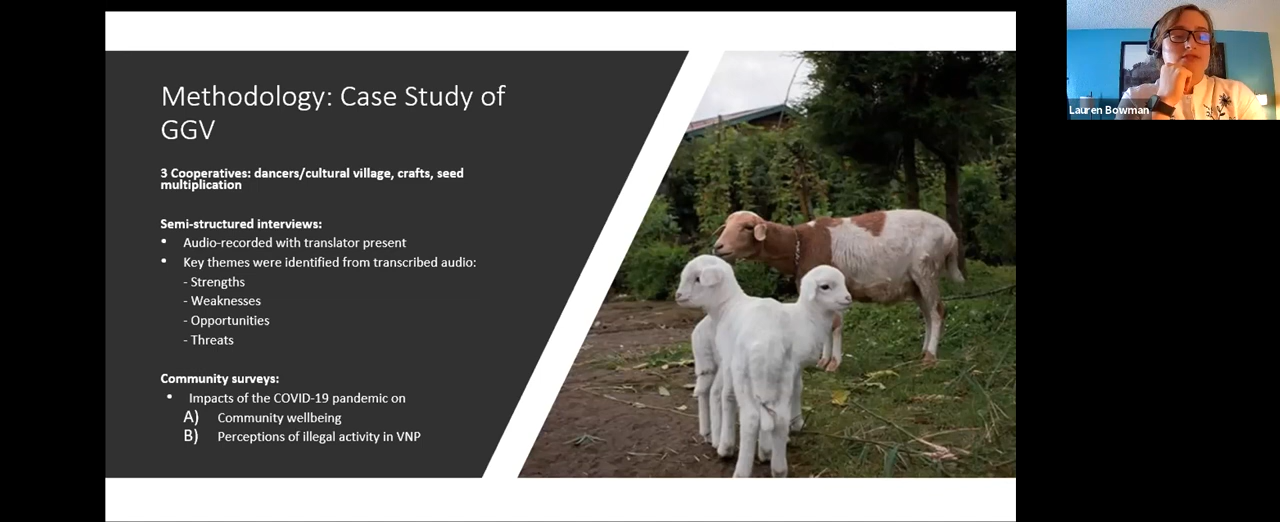 Methodology: Case Study of
GGV
3 Cooperatives: dancers/cultural village, crafts, seed
multiplication
Semi-structured interviews:
• Audio-recorded with translator present
• Key themes were identified from transcribed audio:
- Strengths
- Weaknesses
- Opportunities
- Threats
Community surveys:
• Impacts of the COVID-19 pandemic on
A) Community wellbeing
B) Perceptions of illegal activity in VNP
Lauren Bowman